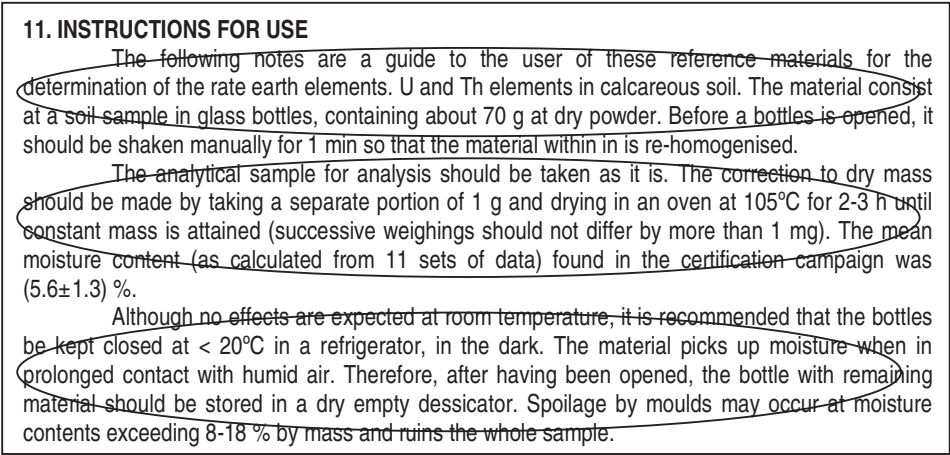 11. INSTRUCTIONS FOR USE
The following notes are a guide to the user of these reference materials for the
determination of the rate earth elements. U and Th elements in calcareous soil. The material consist
at a soil sample in glass bottles, containing about 70 g at dry powder. Before a bottles is opened, it
should be shaken manually for 1 min so that the material within in is re-homogenised.
The analytical sample for analysis should be taken as it is. The correction to dry mass
should be made by taking a separate portion of 1 g and drying in an oven at 105ºC for 2-3 h until
constant mass is attained (successive weighings should not differ by more than 1 mg). The mean
moisture content (as calculated from 11 sets of data) found in the certification campaign was
(5.6±1.3) %.
Although no effects are expected at room temperature, it is recommended that the bottles
be kept closed at < 20ºC in a refrigerator, in the dark. The material picks up moisture when in
prolonged contact with humid air. Therefore, after having been opened, the bottle with remaining
material should be stored in a dry empty dessicator. Spoilage by moulds may occur at moisture
contents exceeding 8-18 % by mass and ruins the whole sample.